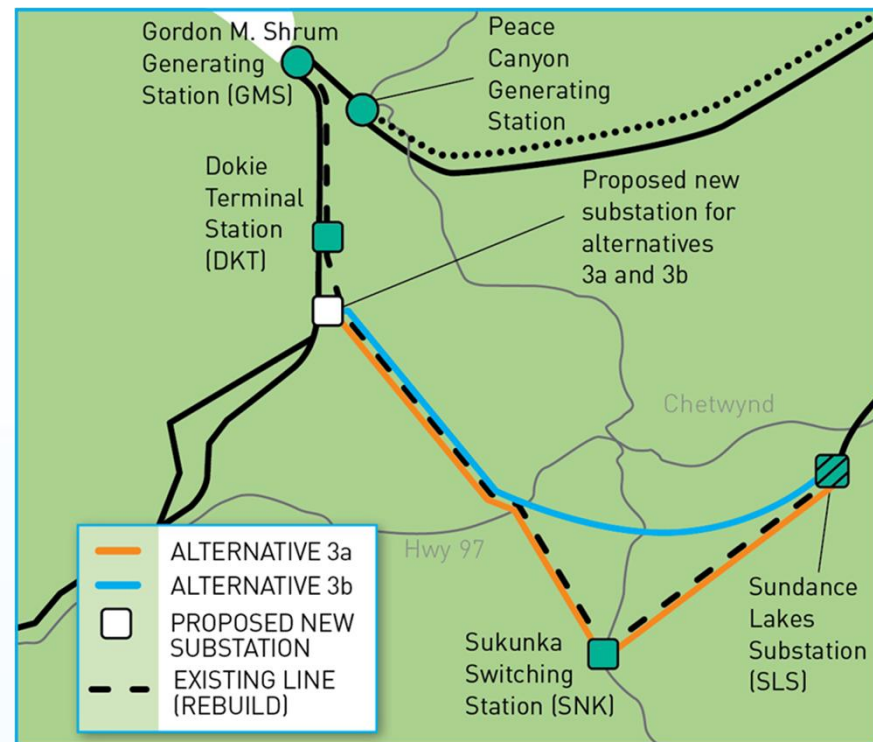 Gordon M. Shrum
Generating
Station (GMS)
Peace
Canyon
Generating
Station
Dokie
Terminal
Station
(DKT)
Proposed new
substation for
alternatives
3a and 3b
Chetwynd
Hwy 97
Sundance
Lakes
Substation
(SLS)
Sukunka
Switching
Station (SNK)
ALTERNATIVE 3a
ALTERNATIVE 3b
PROPOSED NEW
SUBSTATION
EXISTING LINE
(REBUILD)